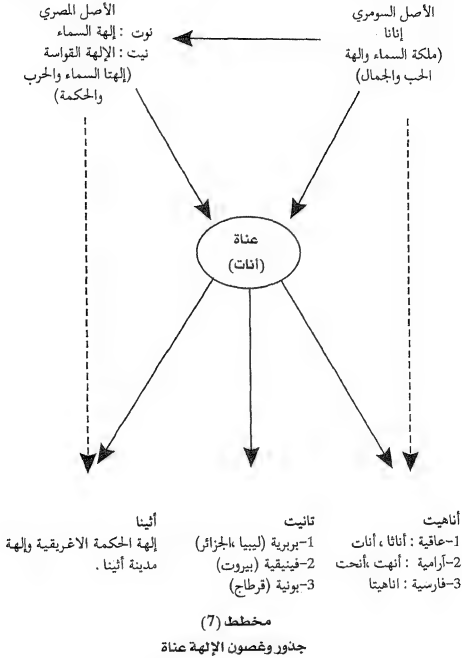 الأصل السومري
إنانا
(ملكة السماء والهة
الحب والجمال)
الأصل المصري
نوت : إلهة السماء
نيت : الإلهة القواسة
(إلهتا السماء والحرب
والحكمة)
عناة
(أنات)
أناهيت
1-عاقية : أناثا ، أنات
2-آرامية : أنهت ،أنحت
3-فارسية : اناهيتا
تانيت
1-بربرية (ليبيا ،الجزائر)
2-فينيقية (بيروت)
3-بونية (قرطاج)
أثينا
إلهة الحكمة الاغريقية وإلهة
مدينة أثينا .
مخطط (7)
جذور وغصون الإلهة عناة